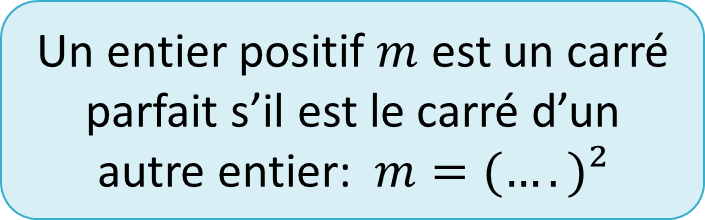 Un entier positif 𝑚 est un carré
parfait s’il est le carré d’un
autre entier: 𝑚 = (… . )²